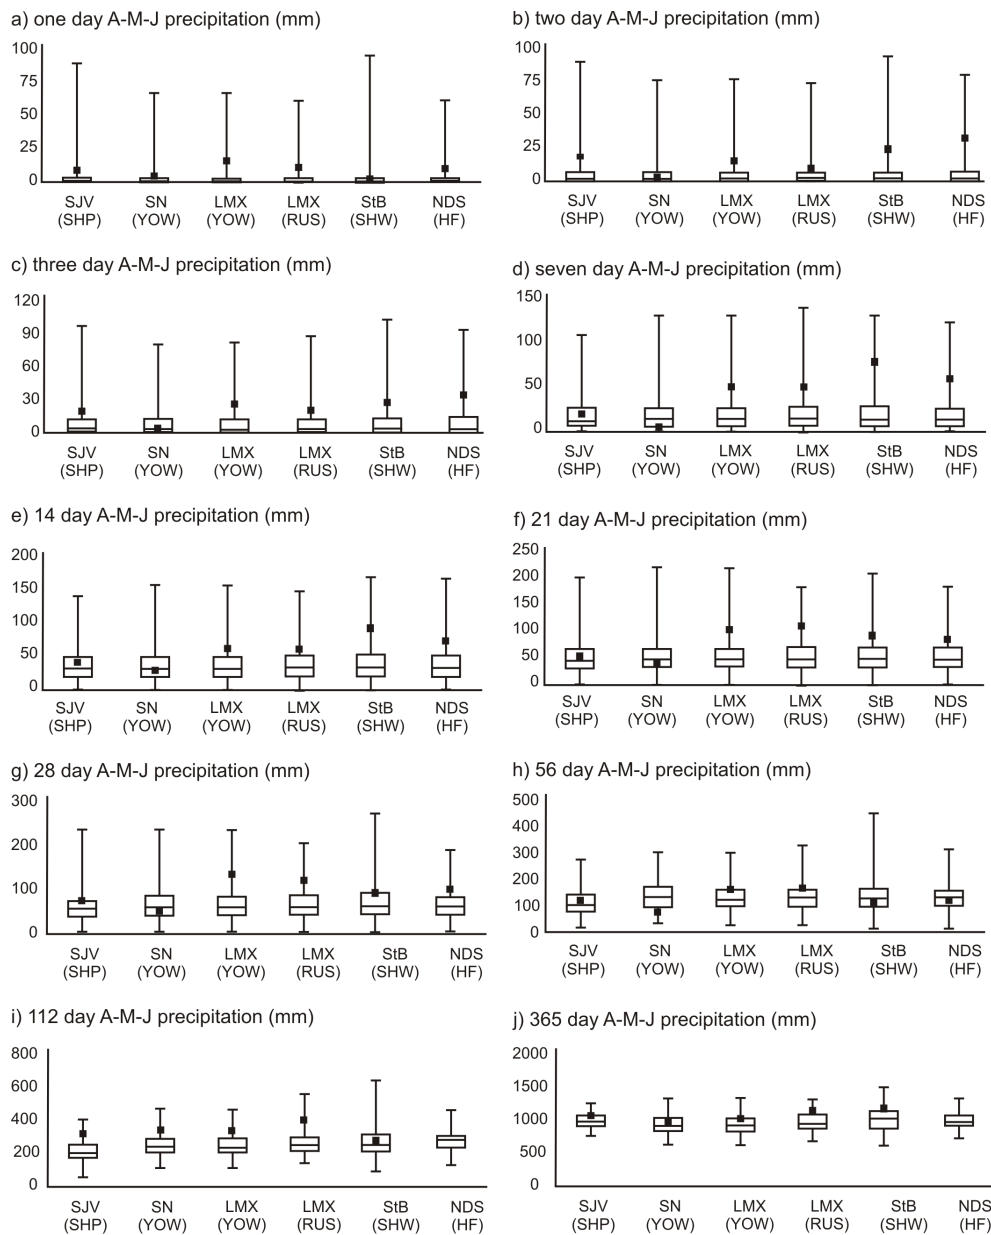 a) one day A-M-J precipitation (mm)
100
75
50
25
0
SJV SN LMX LMX StB NDS
(SHP) (YOW) (YOW) (RUS) (SHW) (HF)
b) two day A-M-J precipitation (mm)
100
75
50
25
0
SJV SN LMX LMX StB NDS
(SHP) (YOW) (YOW) (RUS) (SHW) (HF)
c) three day A-M-J precipitation (mm)
120
90
60
30
0
SJV SN LMX LMX StB NDS
(SHP) (YOW) (YOW) (RUS) (SHW) (HF)
d) seven day A-M-J precipitation (mm)
150
100
50
0
SJV SN LMX LMX StB NDS
(SHP) (YOW) (YOW) (RUS) (SHW) (HF)
e) 14 day A-M-J precipitation (mm)
200
150
100
50
0
SJV SN LMX LMX StB NDS
(SHP) (YOW) (YOW) (RUS) (SHW) (HF)
f) 21 day A-M-J precipitation (mm)
250
200
150
100
50
0
SJV SN LMX LMX StB NDS
(SHP) (YOW) (YOW) (RUS) (SHW) (HF)
g) 28 day A-M-J precipitation (mm)
300
200
100
0
SJV SN LMX LMX StB NDS
(SHP) (YOW) (YOW) (RUS) (SHW) (HF)
h) 56 day A-M-J precipitation (mm)
500
400
300
200
100
0
SJV SN LMX LMX StB NDS
(SHP) (YOW) (YOW) (RUS) (SHW) (HF)
i) 112 day A-M-J precipitation (mm)
800
600
400
200
0
SJV SN LMX LMX StB NDS
(SHP) (YOW) (YOW) (RUS) (SHW) (HF)
j) 365 day A-M-J precipitation (mm)
2000
1500
1000
500
0
SJV SN LMX LMX StB NDS
(SHP) (YOW) (YOW) (RUS) (SHW) (HF)